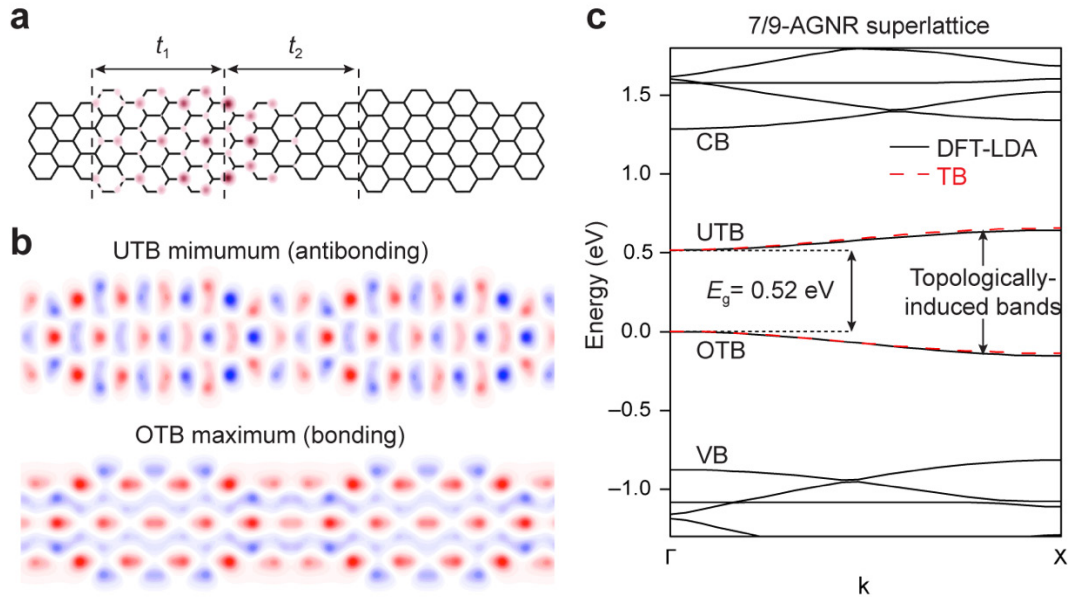 a
t1
t2
b
UTB mimumum (antibonding)
OTB maximum (bonding)
c
7/9-AGNR superlattice
Energy (eV)
1.5
1.0
0.5
0.0
−0.5
−1.0
CB
DFT-LDA
TB
UTB
Eg= 0.52 eV
Topologically-
induced bands
OTB
VB
Γ
X
k